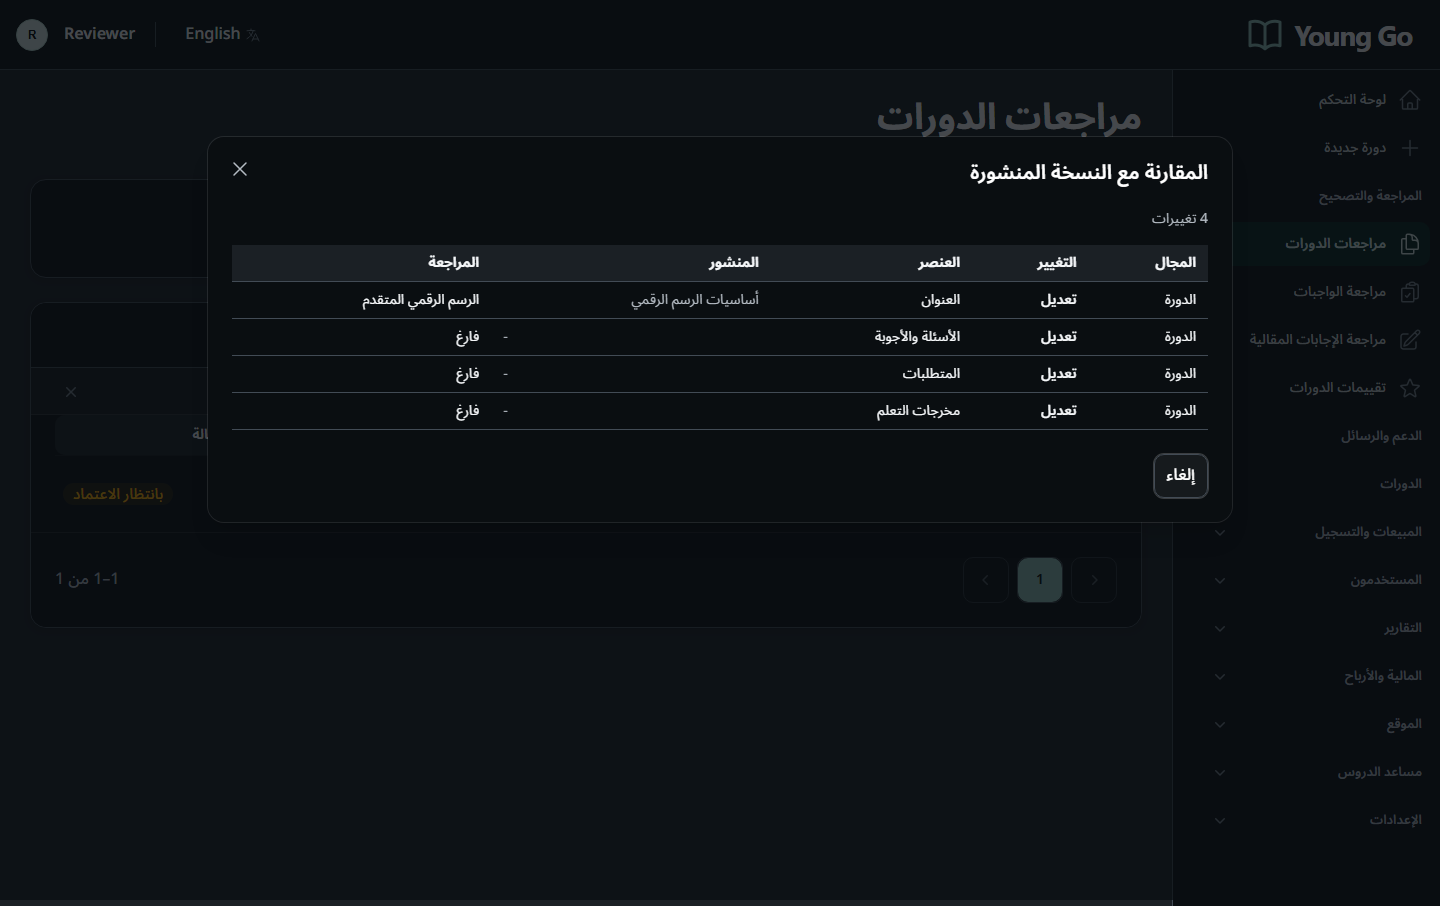 Young Go
English
Reviewer
R
لوحة التحكم
دورة جديدة
المراجعة والتصحيح
مراجعات الدورات
مراجعة الواجبات
مراجعة الإجابات المقالية
تقييمات الدورات
الدعم والرسائل
الدورات
المبيعات والتسجيل
المستخدمون
التقارير
المالية والأرباح
الموقع
مساعد الدروس
الإعدادات
مراجعات الدورات
المقارنة مع النسخة المنشورة
4 تغييرات
المجال العنصر التغيير المنشور المراجعة
الدورة تعديل العنوان أساسيات الرسم الرقمي الرسم الرقمي المتقدم
الدورة تعديل الأسئلة والأجوبة - فارغ
الدورة تعديل المتطلبات - فارغ
الدورة تعديل مخرجات التعلم - فارغ
إلغاء
بانتظار الاعتماد
1
1–1 من 1